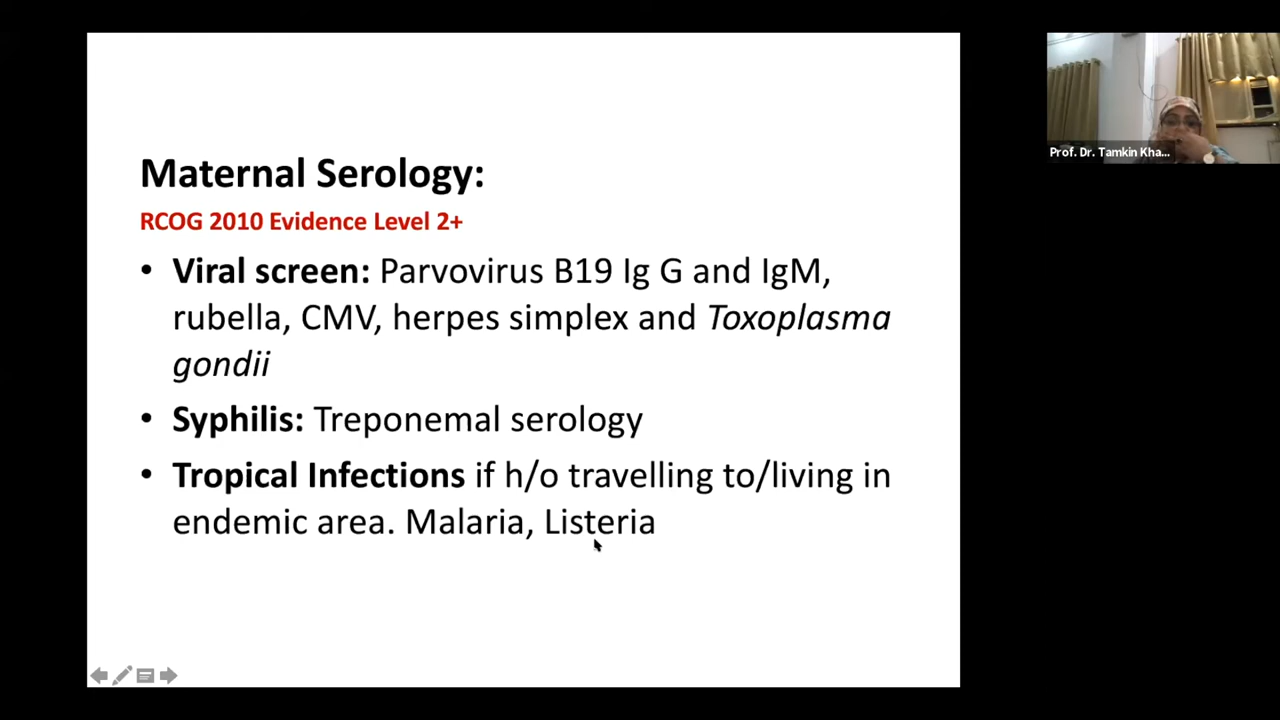 Maternal Serology:
RCOG 2010 Evidence Level 2+
• Viral screen: Parvovirus B19 Ig G and IgM,
rubella, CMV, herpes simplex and Toxoplasma
gondii
• Syphilis: Treponemal serology
• Tropical Infections if h/o travelling to/living in
endemic area. Malaria, Listeria
Prof. Dr. Tamkin Kha...